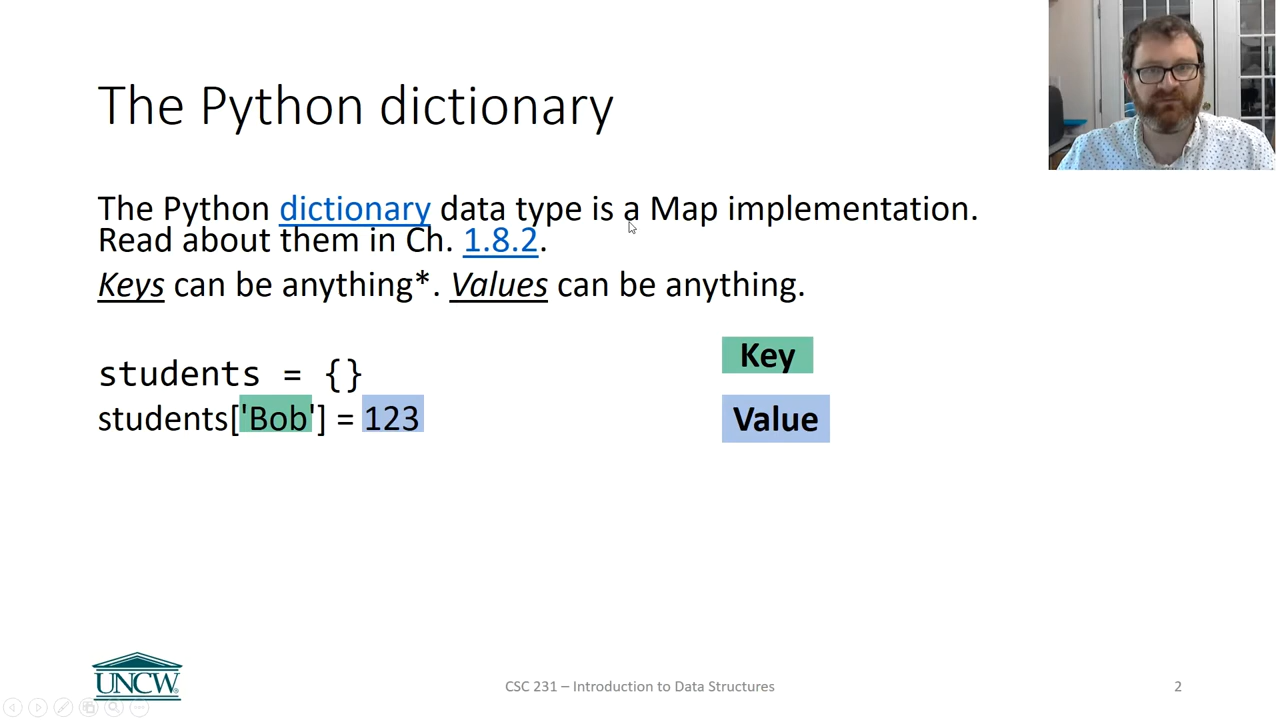 The Python dictionary
The Python dictionary data type is a Map implementation.
Read about them in Ch. 1.8.2.
Keys can be anything*. Values can be anything.
students = {}
students['Bob'] = 123
Key
Value
UNCW®
CSC 231 – Introduction to Data Structures
2